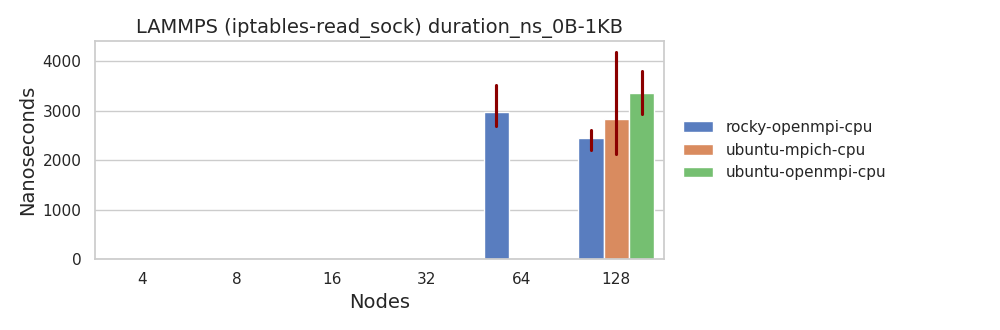 LAMMPS (iptables-read_sock) duration_ns_0B-1KB
Nanoseconds
4000
3000
2000
1000
0
4 8 16 32 64 128
Nodes
rocky-openmpi-cpu
ubuntu-mpich-cpu
ubuntu-openmpi-cpu